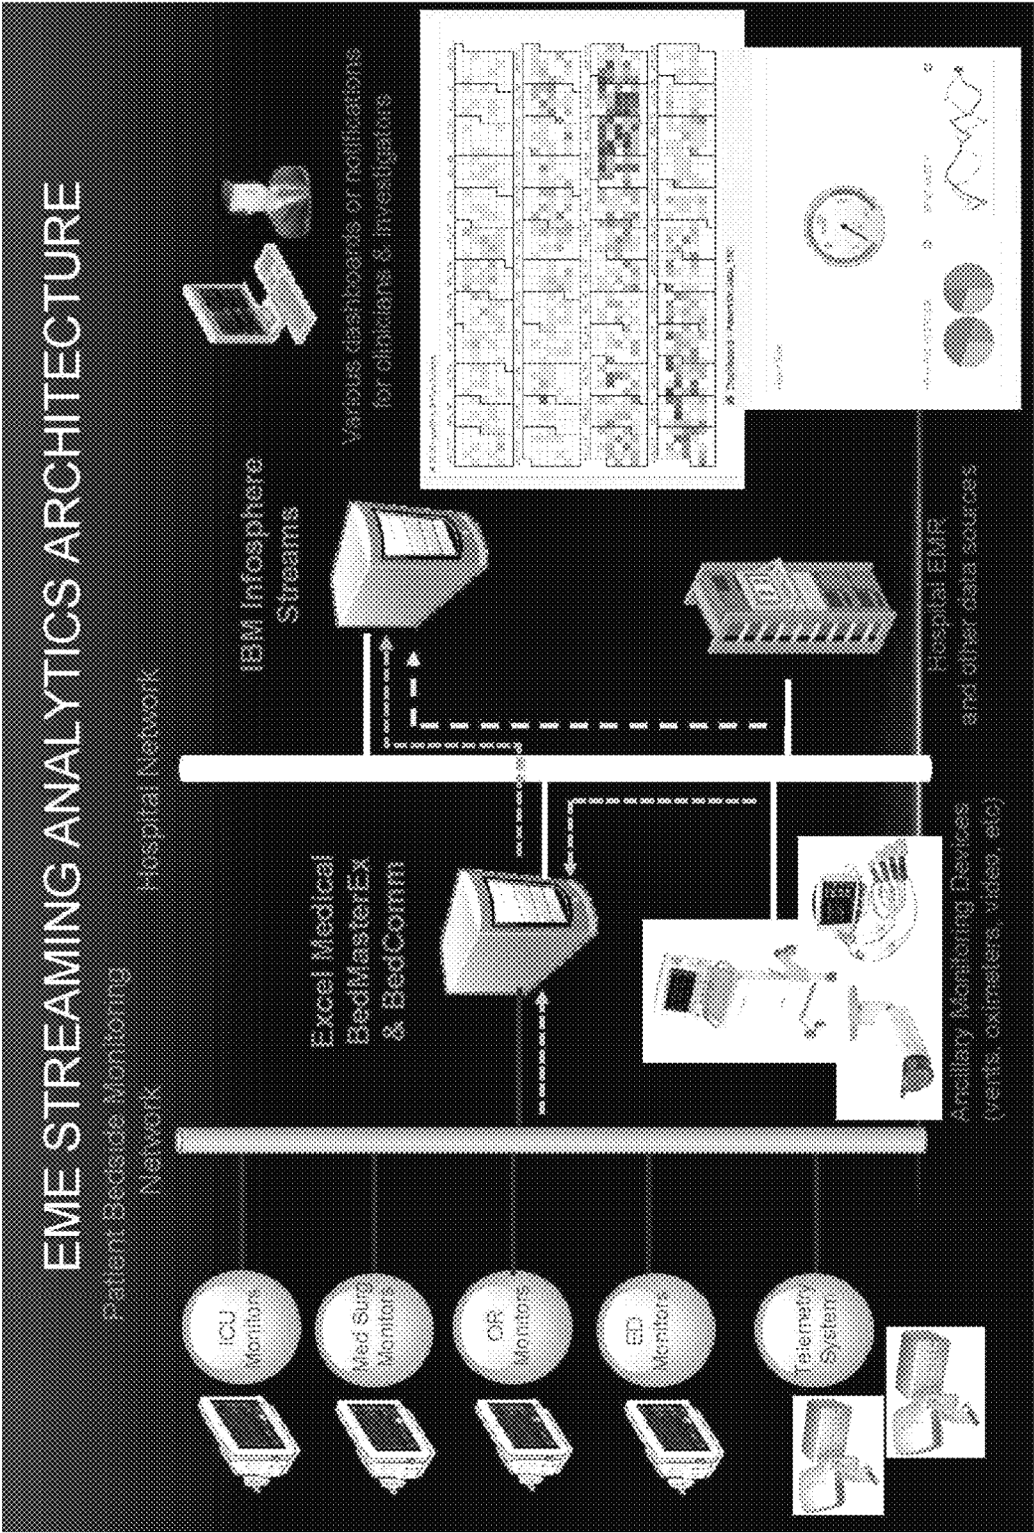 EME STREAMING ANALYTICS ARCHITECTURE
Patient Bedside Monitoring
Network
Hospital Network
ICU
Monitors
Med Surg
Monitors
OR
Monitors
ED
Monitors
Telemetry
System
Excel Medical
BedMasterEx
& BedComm
Ancillary Monitoring Devices
(vents, oximeters, video, etc)
IBM Infosphere
Streams
Hospital EMR
and other data sources
Various dashboards or notifications
for clinicians & investigators